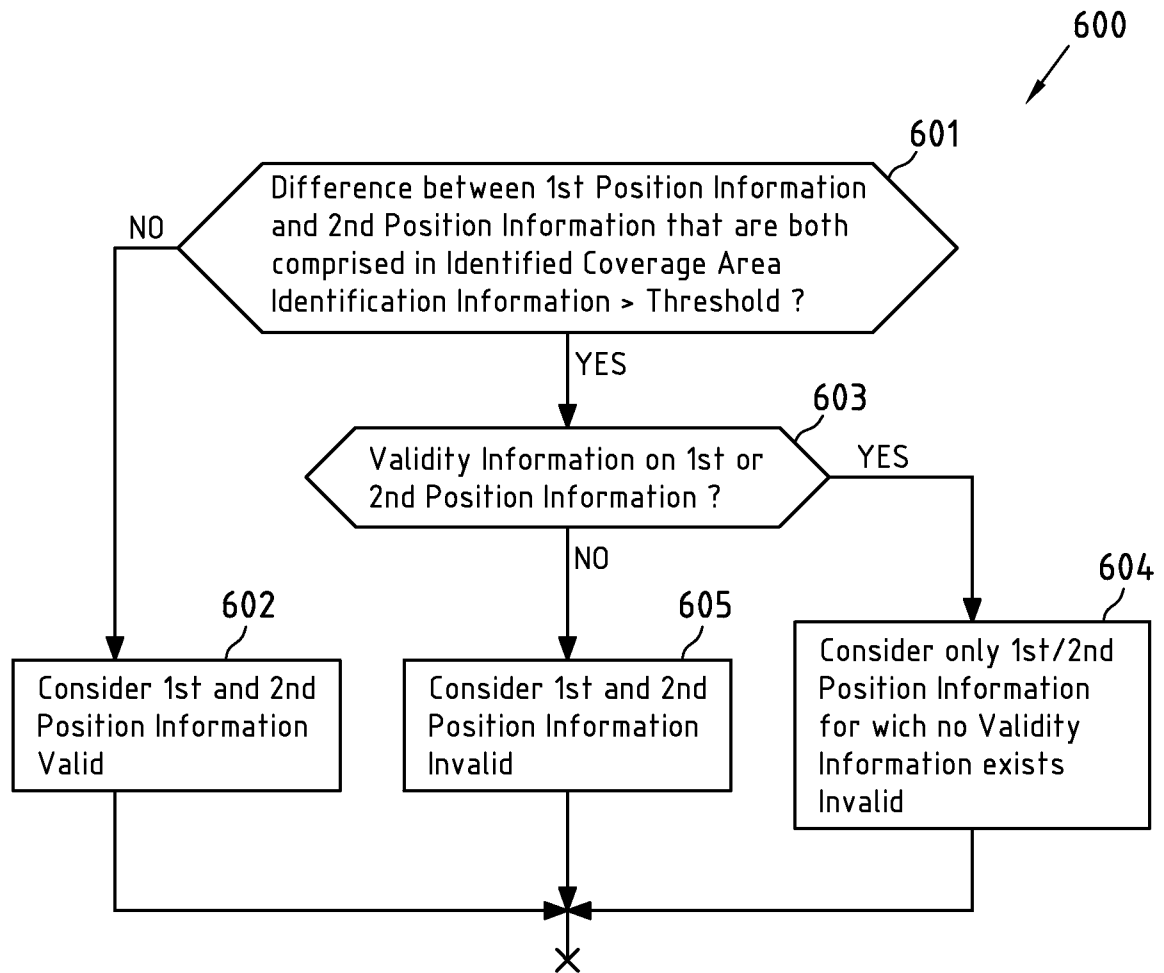 600
601
Difference between 1st Position Information
and 2nd Position Information that are both
comprised in Identified Coverage Area
Identification Information > Threshold ?
NO
YES
603
Validity Information on 1st or
2nd Position Information ?
YES
NO
602
Consider 1st and 2nd
Position Information
Valid
605
Consider 1st and 2nd
Position Information
Invalid
604
Consider only 1st/2nd
Position Information
for wich no Validity
Information exists
Invalid